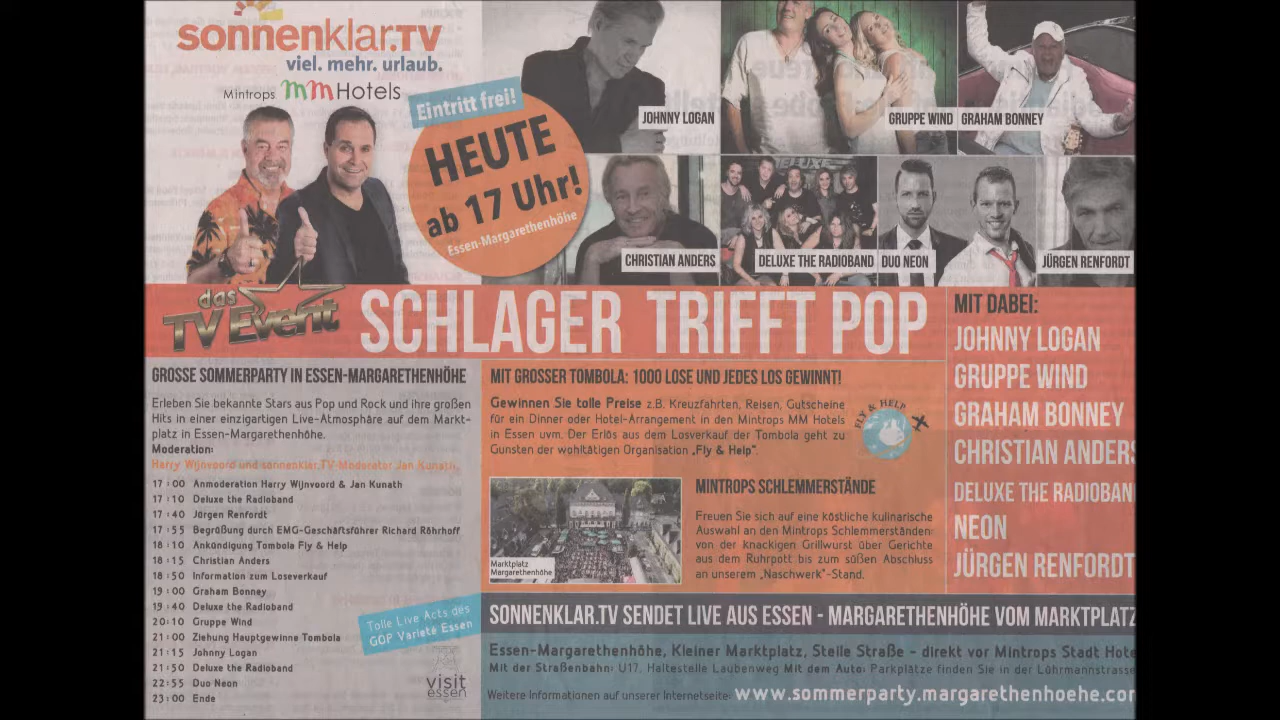 sonnenklar.TV
viel. mehr. urlaub.
Mintrops MM Hotels
Eintritt frei!
HEUTE
ab 17 Uhr!
Essen-Margarethenhöhe
JOHNNY LOGAN
GRUPPE WIND
GRAHAM BONNEY
CHRISTIAN ANDERS
DELUXE THE RADIOBAND
DUO NEON
JÜRGEN RENFORDT
das
TV Event
SCHLAGER TRIFFT POP
MIT DABEI:
JOHNNY LOGAN
GRUPPE WIND
GRAHAM BONNEY
CHRISTIAN ANDERS
DELUXE THE RADIOBAN
NEON
JÜRGEN RENFORDT
GROSSE SOMMERPARTY IN ESSEN-MARGARETHENHÖHE
Erleben Sie bekannte Stars aus Pop und Rock und ihre großen
Hits in einer einzigartigen Live-Atmosphäre auf dem Markt-
platz in Essen-Margarethenhöhe.
Moderation:
Harry Wijnvoord und sonnenklar.TV-Moderator Jan Kunath.
17:00 Anmoderation Harry Wijnvoord & Jan Kunath
17:10 Deluxe the Radioband
17:40 Jürgen Renfordt
17:55 Begrüßung durch EMG-Geschäftsführer Richard Röhrhoff
18:10 Ankündigung Tombola Fly & Help
18:15 Christian Anders
18:50 Information zum Loseverkauf
19:00 Graham Bonney
19:40 Deluxe the Radioband
20:10 Gruppe Wind
21:00 Ziehung Hauptgewinne Tombola
21:15 Johnny Logan
21:50 Deluxe the Radioband
22:55 Duo Neon
23:00 Ende
Tolle Live Acts des
GOP Varieté Essen
visit
essen
MIT GROSSER TOMBOLA: 1000 LOSE UND JEDES LOS GEWINNT!
Gewinnen Sie tolle Preise z.B. Kreuzfahrten, Reisen, Gutscheine
für ein Dinner oder Hotel-Arrangement in den Mintrops MM Hotels
in Essen uvm. Der Erlös aus dem Losverkauf der Tombola geht zu
Gunsten der wohltätigen Organisation „Fly & Help".
FLY & HELP
MINTROPS SCHLEMMERSTÄNDE
Freuen Sie sich auf eine köstliche kulinarische
Auswahl an den Mintrops Schlemmerständen:
von der knackigen Grillwurst über Gerichte
aus dem Ruhrpott bis zum süßen Abschluss
an unserem „Naschwerk"-Stand.
Marktplatz
Margarethenhöhe
SONNENKLAR.TV SENDET LIVE AUS ESSEN - MARGARETHENHÖHE VOM MARKTPLATZ
Essen-Margarethenhöhe, Kleiner Marktplatz, Steile Straße - direkt vor Mintrops Stadt Hote
Mit der Straßenbahn: U17, Haltestelle Laubenweg Mit dem Auto: Parkplätze finden Sie in der Lührmannstrasse
Weitere Informationen auf unserer Internetseite: www.sommerparty.margarethenhoehe.com